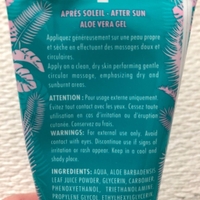 APRÈS SOLEIL - AFTER SUN
ALOE VERA GEL
Appliquez généreusement sur une peau propre
et sèche en effectuant des massages doux et
circulaires.
Apply on a clean, dry skin performing gentle
circular massage, emphasizing dry and
sunburnt areas.
ATTENTION : Pour usage externe uniquement
Evitez tout contact avec les yeux. Cessez toute
utilisation en cas d'irritation ou d'éruption
cutanée. Conservez au frais.
WARNINGS: For external use only. Avoid
contact with eyes. Discontinue use if signs of
irritation or rash appear. Keep in a cool and
shady place.
INGREDIENTS: AQUA, ALOE BARBADENSIS
LEAF JUICE POWDER, GLYCERIN, CARBOMER,
PHENOXYETHANOL, TRIETHANOLAMINE
PROPYLENE GLYCOL, ETHYLHEXYLGLYCERIN